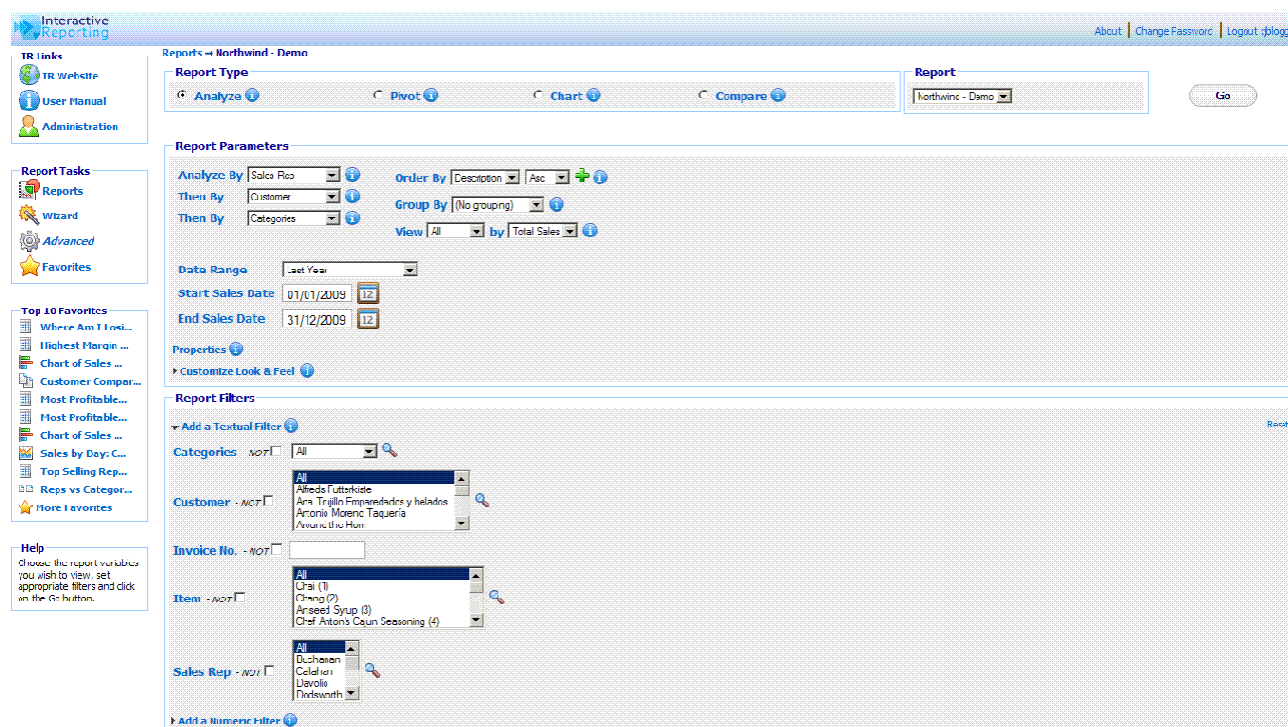 Interactive
Reporting
About | Change Password | Logout :jblogg
IR Links
IR Website
User Manual
Administration
Report Tasks
Reports
Wizard
Advanced
Favorites
Top 10 Favorites
Where Am I Losi...
Highest Margin ...
Chart of Sales ...
Customer Compar...
Most Profitable...
Most Profitable...
Chart of Sales ...
Sales by Day: C...
Top Selling Rep...
Reps vs Categor...
More Favorites
Help
Choose the report variables
you wish to view, set
appropriate filters and click
on the Go button.
Reports → Northwind - Demo
Report Type
Analyze Pivot Chart Compare
Report
Northwind - Demo
Go
Report Parameters
Analyze By Sales Rep
Then By Customer
Then By Categories
Order By Description Asc
Group By (No grouping)
View All by Total Sales
Date Range Last Year
Start Sales Date 01/01/2009 12
End Sales Date 31/12/2009 12
Properties
Customize Look & Feel
Report Filters
Add a Textual Filter
Reset
Categories - NOT All
Customer - NOT
All
Alfreds Futterkiste
Ana Trujillo Emparedados y helados
Antonio Moreno Taquería
Around the Horn
Invoice No. - NOT
Item - NOT
All
Chai (1)
Chang (2)
Aniseed Syrup (3)
Chef Anton's Cajun Seasoning (4)
Sales Rep - NOT
All
Buchanan
Callahan
Davolio
Dodsworth
Add a Numeric Filter